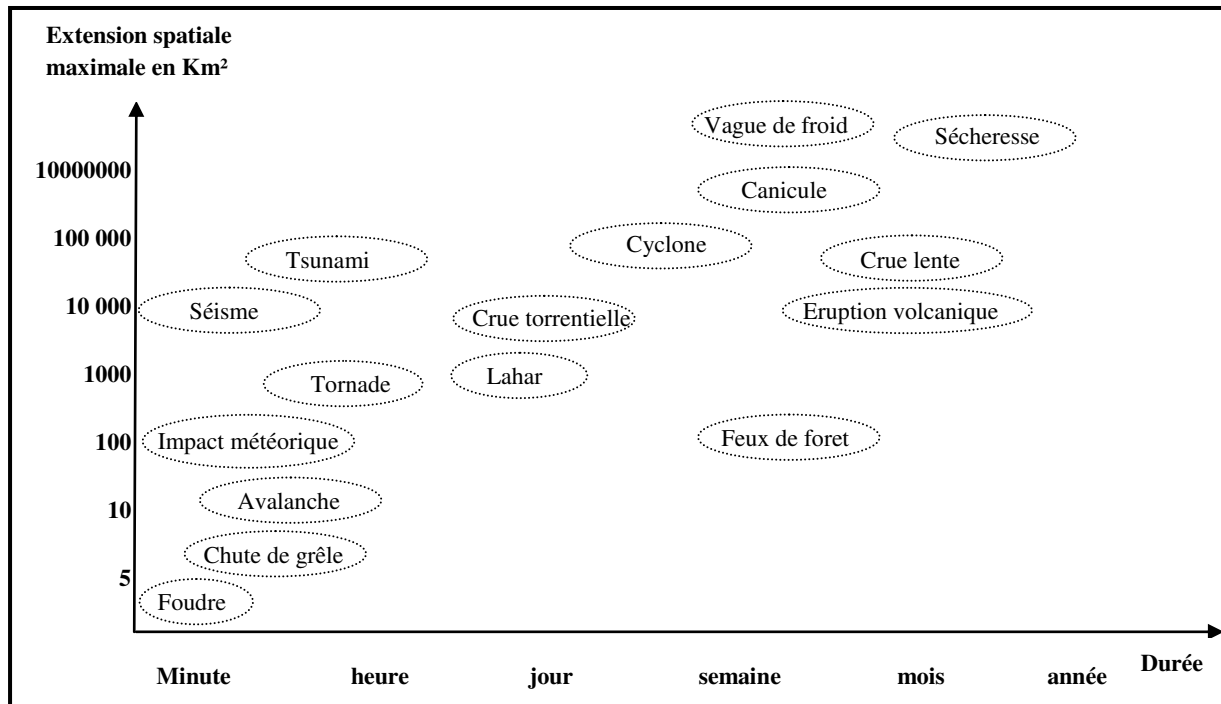 Extension spatiale
maximale en Km²
Vague de froid
Sécheresse
10000000
Canicule
100 000
Cyclone
Tsunami
Crue lente
10 000
Séisme
Crue torrentielle
Eruption volcanique
1000
Tornade
Lahar
100
Impact météorique
Feux de foret
10
Avalanche
Chute de grêle
5
Foudre
Minute heure jour semaine mois année Durée